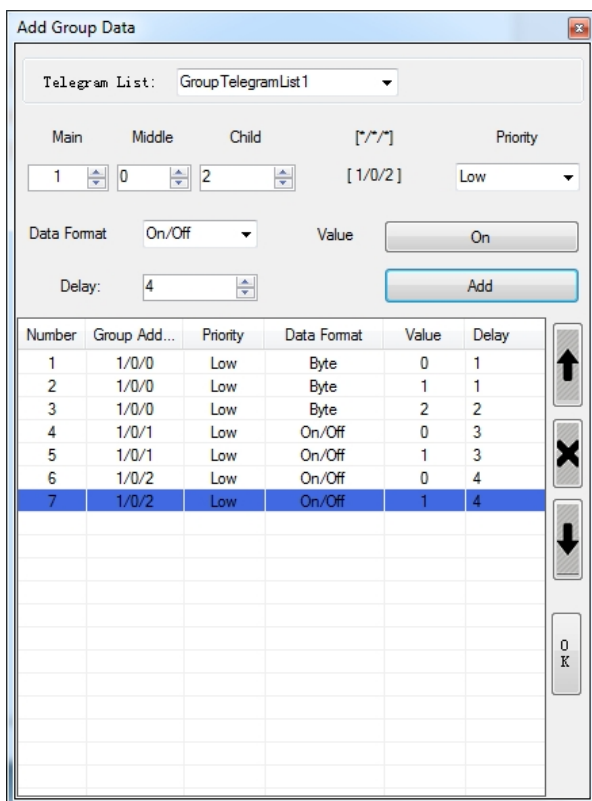 Add Group Data
Telegram List: GroupTelegramList1
Main Middle Child [*/*/*] Priority
1 0 2 [ 1/0/2 ] Low
Data Format On/Off Value On
Delay: 4 Add
Number Group Add... Priority Data Format Value Delay
1 1/0/0 Low Byte 0 1
2 1/0/0 Low Byte 1 1
3 1/0/0 Low Byte 2 2
4 1/0/1 Low On/Off 0 3
5 1/0/1 Low On/Off 1 3
6 1/0/2 Low On/Off 0 4
7 1/0/2 Low On/Off 1 4
OK